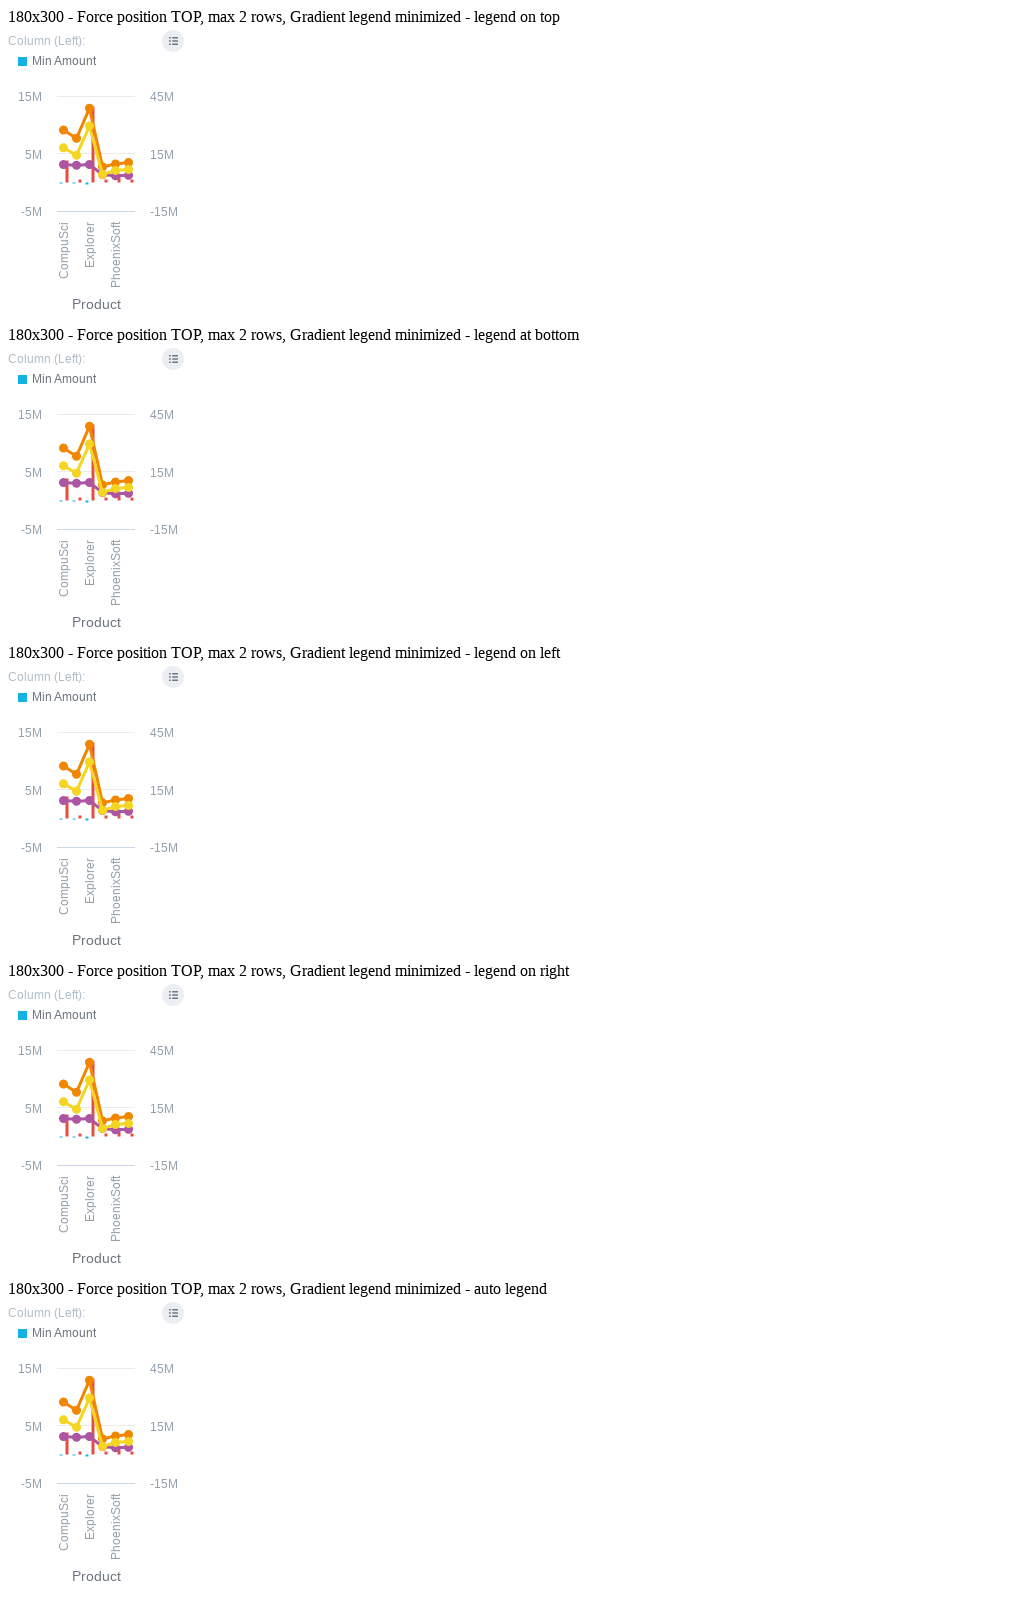 180x300 - Force position TOP, max 2 rows, Gradient legend minimized - legend on top
Column (Left):
Min Amount
15M 45M
5M 15M
-5M -15M
CompuSci Explorer PhoenixSoft
Product
180x300 - Force position TOP, max 2 rows, Gradient legend minimized - legend at bottom
Column (Left):
Min Amount
15M 45M
5M 15M
-5M -15M
CompuSci Explorer PhoenixSoft
Product
180x300 - Force position TOP, max 2 rows, Gradient legend minimized - legend on left
Column (Left):
Min Amount
15M 45M
5M 15M
-5M -15M
CompuSci Explorer PhoenixSoft
Product
180x300 - Force position TOP, max 2 rows, Gradient legend minimized - legend on right
Column (Left):
Min Amount
15M 45M
5M 15M
-5M -15M
CompuSci Explorer PhoenixSoft
Product
180x300 - Force position TOP, max 2 rows, Gradient legend minimized - auto legend
Column (Left):
Min Amount
15M 45M
5M 15M
-5M -15M
CompuSci Explorer PhoenixSoft
Product